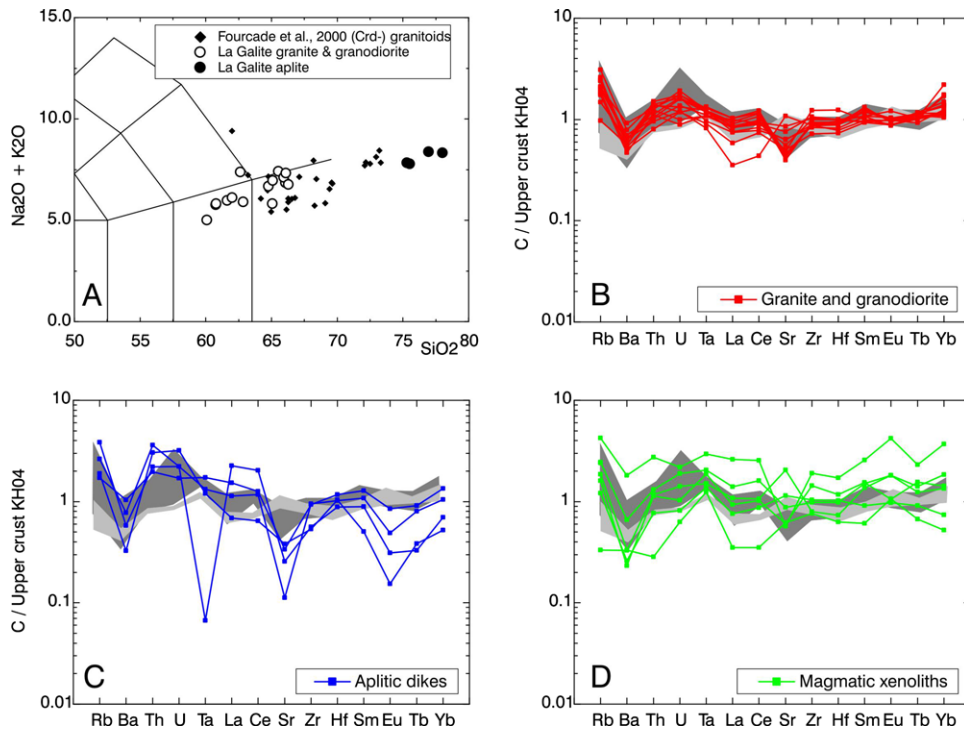 15.0
10.0
5.0
0.0
Na2O + K2O
Fourcade et al., 2000 (Crd-) granitoids
La Galite granite & granodiorite
La Galite aplite
A
50 55 60 65 70 75 80
SiO2
10
1
0.1
0.01
C / Upper crust KH04
B
Granite and granodiorite
Rb Ba Th U Ta La Ce Sr Zr Hf Sm Eu Tb Yb
10
1
0.1
0.01
C / Upper crust KH04
C
Aplitic dikes
Rb Ba Th U Ta La Ce Sr Zr Hf Sm Eu Tb Yb
10
1
0.1
0.01
C / Upper crust KH04
D
Magmatic xenoliths
Rb Ba Th U Ta La Ce Sr Zr Hf Sm Eu Tb Yb